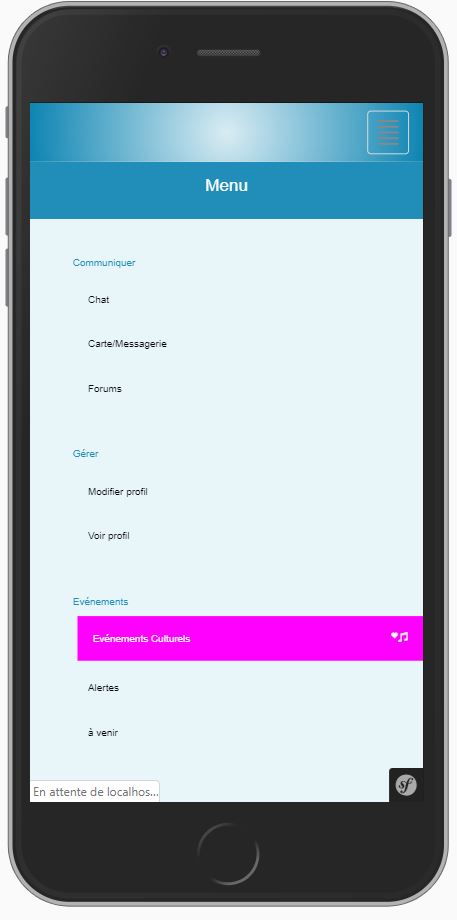 Menu
Communiquer
Chat
Carte/Messagerie
Forums
Gérer
Modifier profil
Voir profil
Evénements
Evénements Culturels
Alertes
à venir
En attente de localhos...
sf